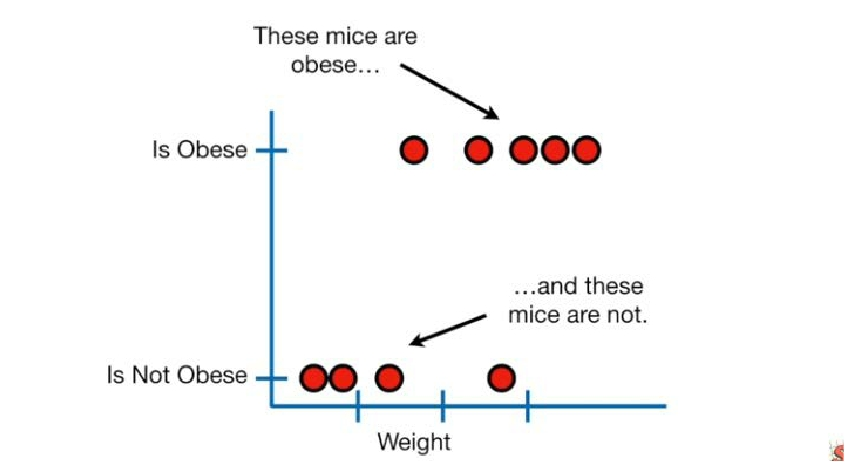 These mice are
obese...
Is Obese
...and these
mice are not.
Is Not Obese
Weight